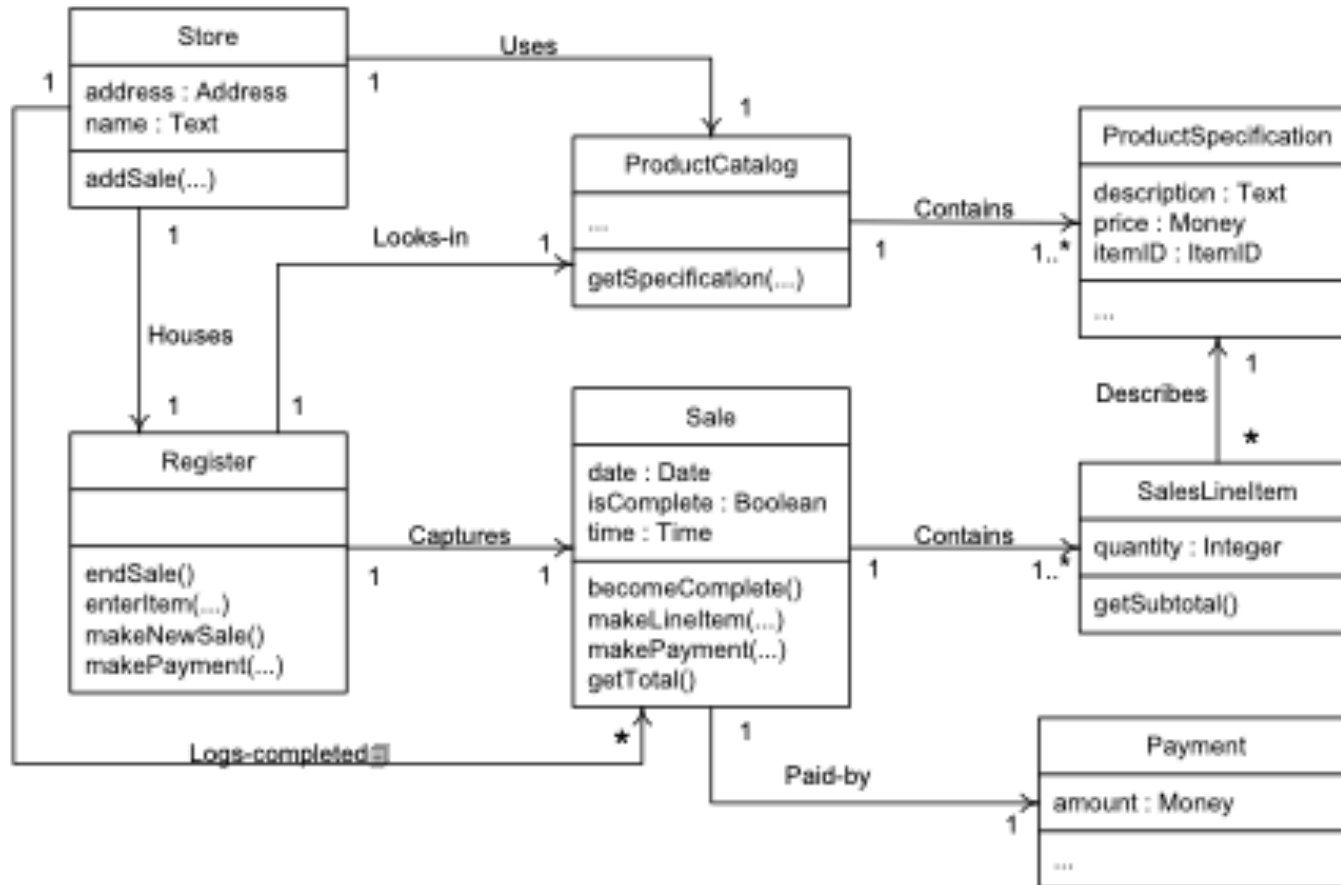 Store
address : Address
name : Text
addSale(...)
1
1
Uses
1
ProductCatalog
...
getSpecification(...)
ProductSpecification
description : Text
price : Money
itemID : ItemID
...
Contains
1
1..*
1
Houses
1
Looks-in
1
1
Register
endSale()
enterItem(...)
makeNewSale()
makePayment(...)
Captures
1
1
Sale
date : Date
isComplete : Boolean
time : Time
becomeComplete()
makeLineItem(...)
makePayment(...)
getTotal()
1
Describes
*
SalesLineItem
quantity : Integer
getSubtotal()
Contains
1
1..*
Logs-completed
*
1
Paid-by
1
Payment
amount : Money
...